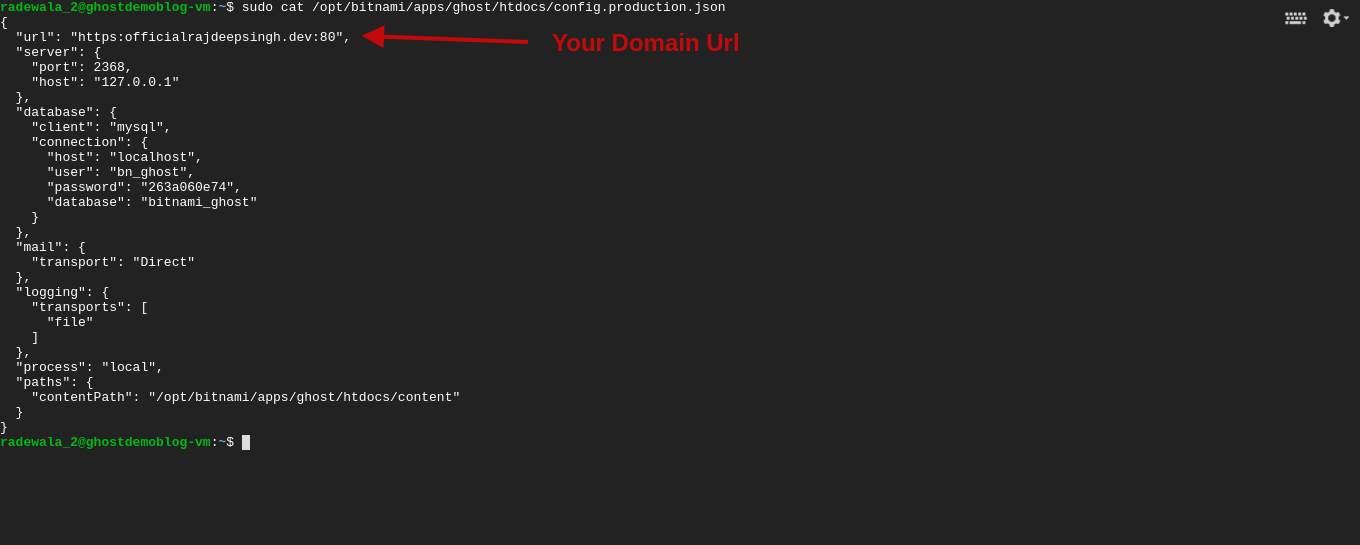 radewala_2@ghostdemoblog-vm:~$ sudo cat /opt/bitnami/apps/ghost/htdocs/config.production.json
{
  "url": "https:officialrajdeepsingh.dev:80",
Your Domain Url
  "server": {
    "port": 2368,
    "host": "127.0.0.1"
  },
  "database": {
    "client": "mysql",
    "connection": {
      "host": "localhost",
      "user": "bn_ghost",
      "password": "263a060e74",
      "database": "bitnami_ghost"
    }
  },
  "mail": {
    "transport": "Direct"
  },
  "logging": {
    "transports": [
      "file"
    ]
  },
  "process": "local",
  "paths": {
    "contentPath": "/opt/bitnami/apps/ghost/htdocs/content"
  }
}
radewala_2@ghostdemoblog-vm:~$